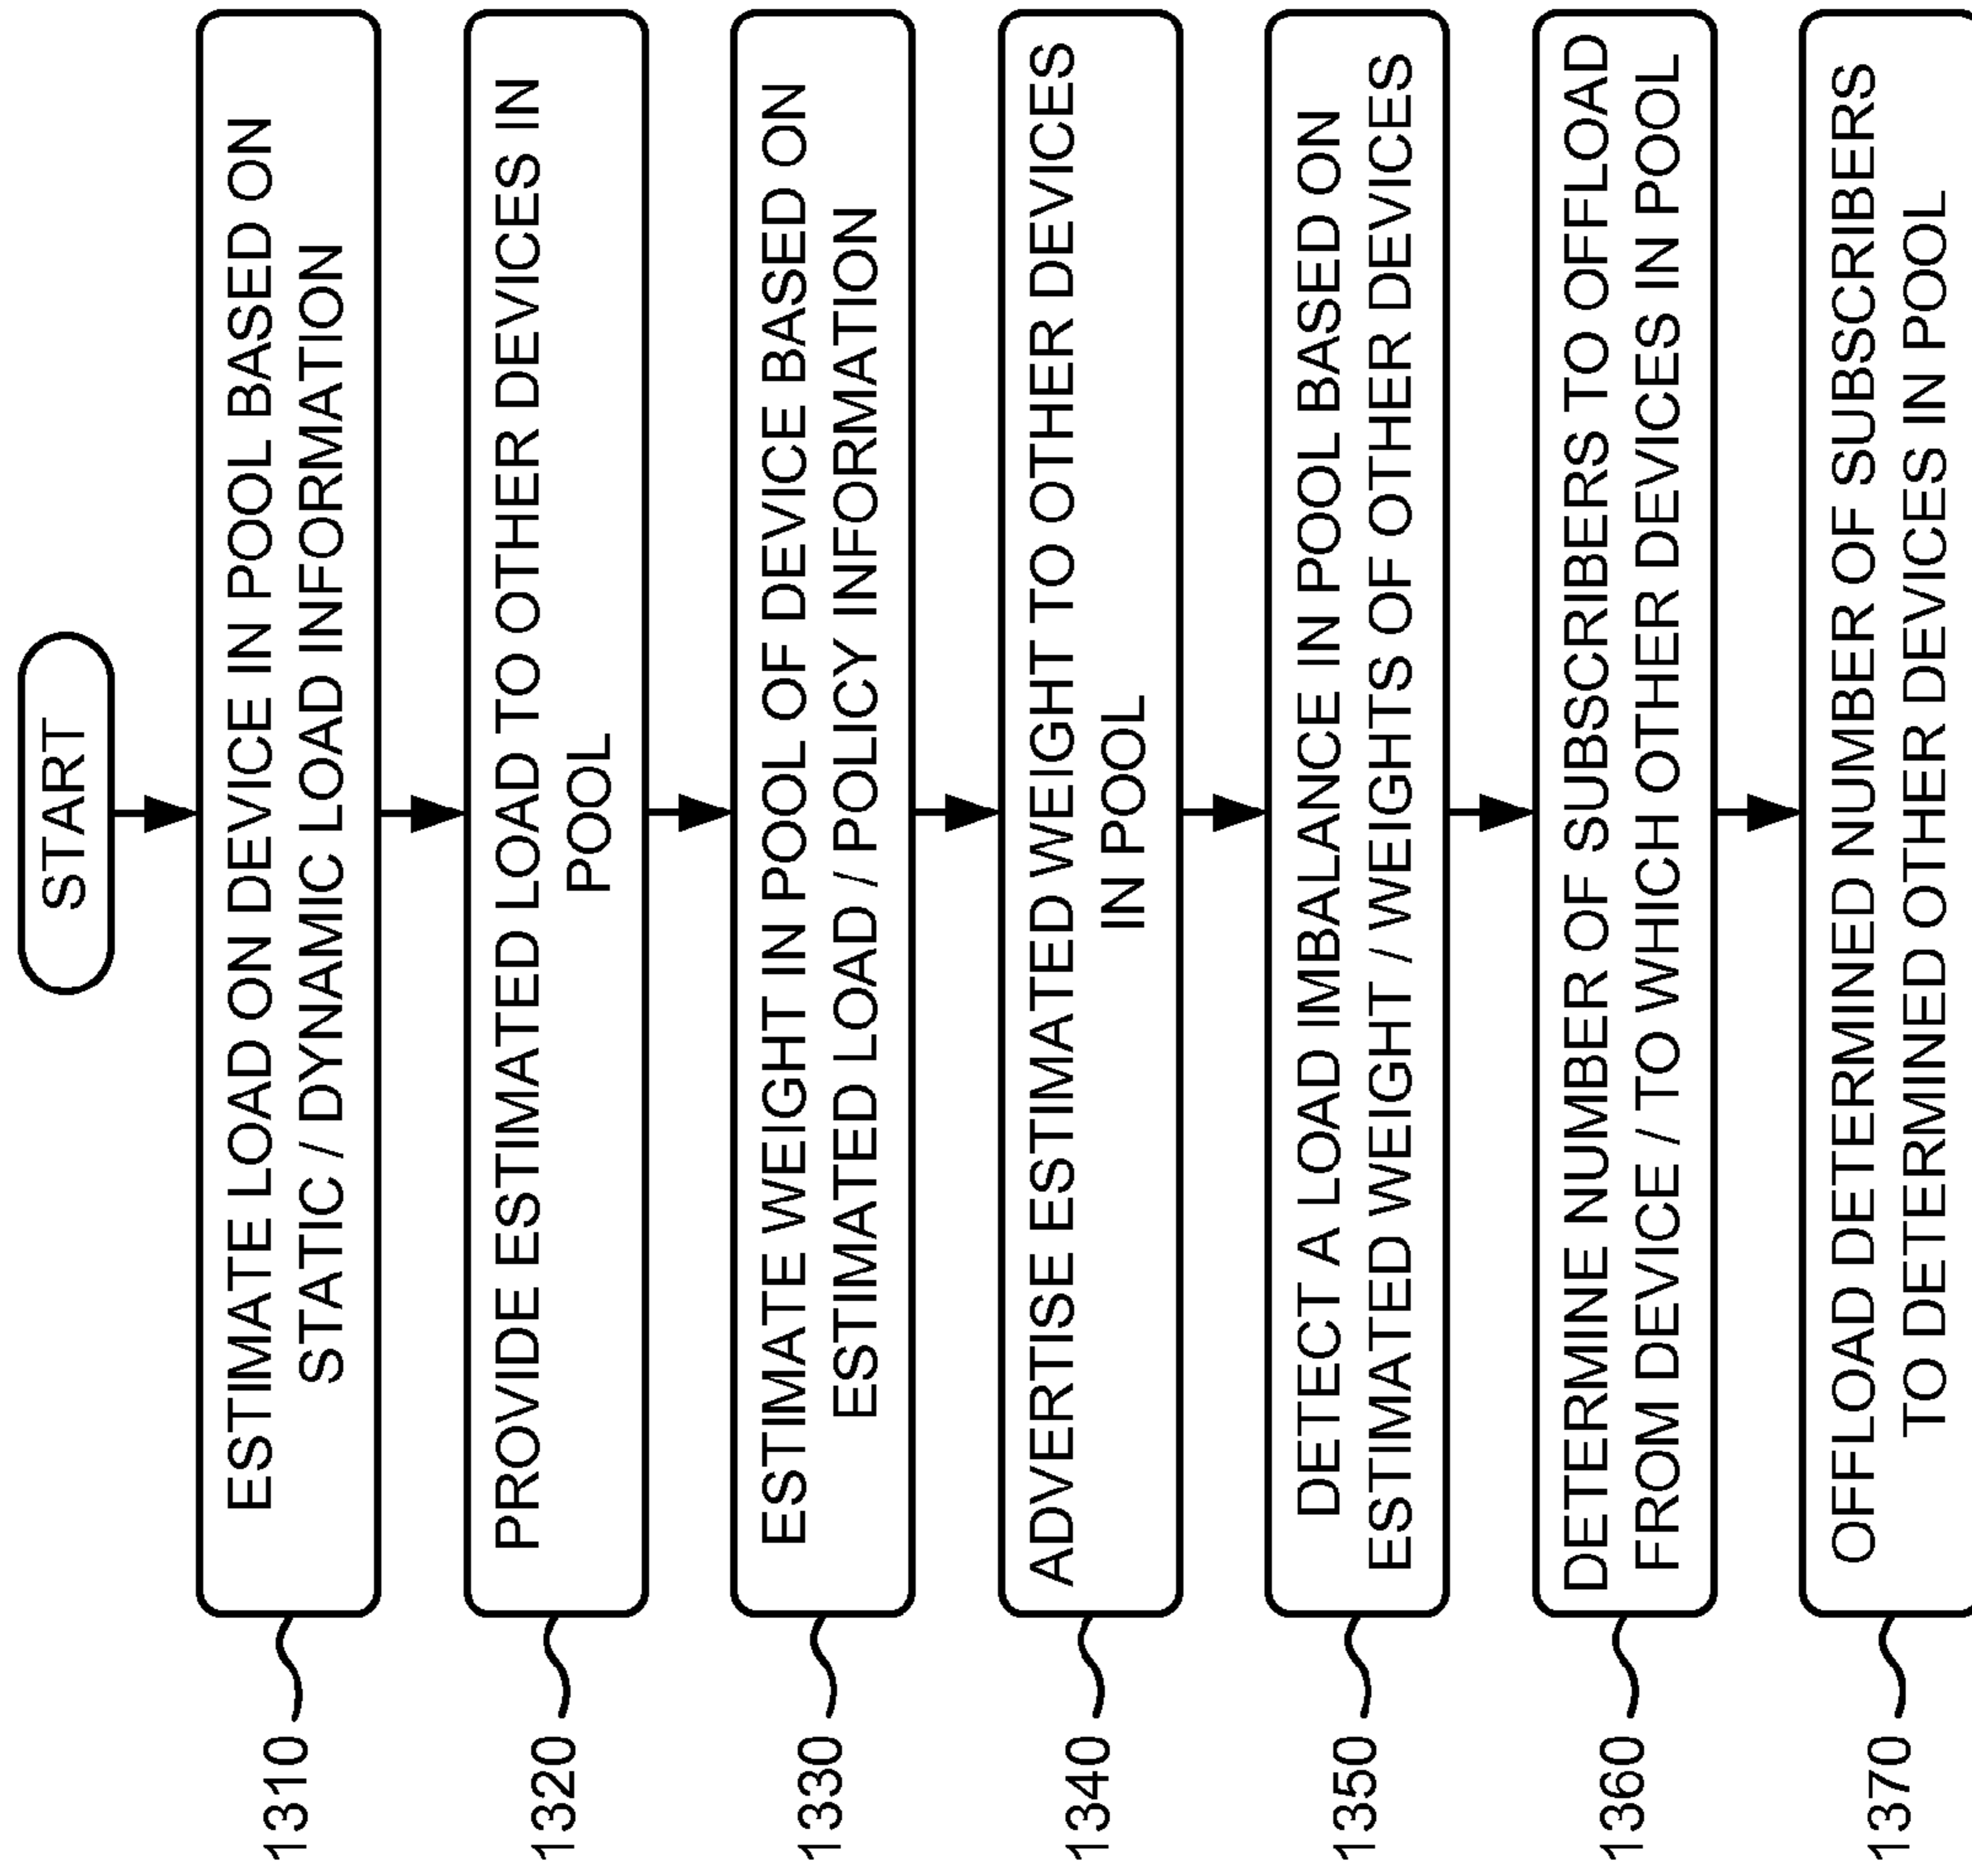 START
1310
ESTIMATE LOAD ON DEVICE IN POOL BASED ON
STATIC / DYNAMIC LOAD INFORMATION
1320
PROVIDE ESTIMATED LOAD TO OTHER DEVICES IN
POOL
1330
ESTIMATE WEIGHT IN POOL OF DEVICE BASED ON
ESTIMATED LOAD / POLICY INFORMATION
1340
ADVERTISE ESTIMATED WEIGHT TO OTHER DEVICES
IN POOL
1350
DETECT A LOAD IMBALANCE IN POOL BASED ON
ESTIMATED WEIGHT / WEIGHTS OF OTHER DEVICES
1360
DETERMINE NUMBER OF SUBSCRIBERS TO OFFLOAD
FROM DEVICE / TO WHICH OTHER DEVICES IN POOL
1370
OFFLOAD DETERMINED NUMBER OF SUBSCRIBERS
TO DETERMINED OTHER DEVICES IN POOL